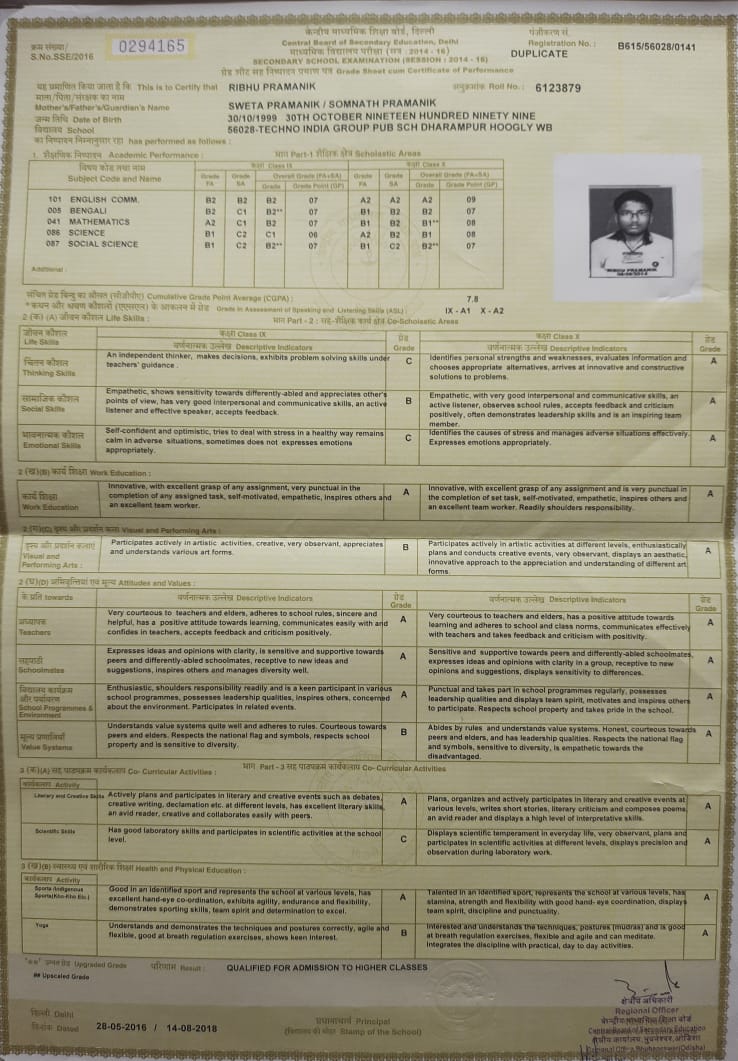 केन्द्रीय माध्यमिक शिक्षा बोर्ड, दिल्ली
Central Board of Secondary Education, Delhi
माध्यमिक विद्यालय परीक्षा (सत्र : 2014 - 16)
SECONDARY SCHOOL EXAMINATION (SESSION : 2014 - 16)
Grade Sheet cum Certificate of Performance
क्रम संख्या/
S.No.SSE/2016 0294165
पंजीकरण सं.
Registration No. : B615/56028/0141
DUPLICATE
यह प्रमाणित किया जाता है कि This is to Certify that RIBHU PRAMANIK
अनुक्रमांक Roll No.: 6123879
माता/पिता/संरक्षक का नाम
Mother's/Father's/Guardian's Name SWETA PRAMANIK / SOMNATH PRAMANIK
जन्म तिथि Date of Birth 30/10/1999 30TH OCTOBER NINETEEN HUNDRED NINETY NINE
विद्यालय School 56028-TECHNO INDIA GROUP PUB SCH DHARAMPUR HOOGLY WB
का निष्पादन निम्नानुसार रहा has performed as follows :
1. शैक्षणिक निष्पादन Academic Performance : भाग Part-1 शैक्षिक क्षेत्र Scholastic Areas
विषय कोड तथा नाम
Subject Code and Name
कक्षा Class IX कक्षा Class X
Grade FA Grade SA Overall Grade (FA+SA) Grade FA Grade SA Overall Grade (FA+SA)
Grade Grade Point (GP) Grade Grade Point (GP)
101 ENGLISH COMM. B2 B2 B2 07 A2 A2 A2 09
005 BENGALI B2 C1 B2** 07 B1 B2 B2 07
041 MATHEMATICS A2 C1 B2 07 B1 B2 B1** 08
086 SCIENCE B1 C2 C1 06 A2 B2 B1 08
087 SOCIAL SCIENCE B1 C2 B2** 07 B1 C2 B2** 07
Additional :
RIBHU PRAMANIK
संचित ग्रेड बिन्दु का औसत (सीजीपीए) Cumulative Grade Point Average (CGPA) : 7.8
*कथन और श्रवण कौशलों (एएसएल) के आकलन में ग्रेड Grade in Assessment of Speaking and Listening Skills (ASL) : IX - A1 X - A2
2 (क) (A) जीवन कौशल Life Skills : भाग Part - 2 : सह-शैक्षिक कार्य क्षेत्र Co-Scholastic Areas
जीवन कौशल
Life Skills
कक्षा Class IX ग्रेड कक्षा Class X ग्रेड
वर्णनात्मक उल्लेख Descriptive Indicators Grade वर्णनात्मक उल्लेख Descriptive Indicators Grade
चिंतन कौशल
Thinking Skills
An independent thinker, makes decisions, exhibits problem solving skills under
teachers' guidance .
C
Identifies personal strengths and weaknesses, evaluates information and
chooses appropriate alternatives, arrives at innovative and constructive
solutions to problems.
A
सामाजिक कौशल
Social Skills
Empathetic, shows sensitivity towards differently-abled and appreciates other's
points of view, has very good interpersonal and communicative skills, an active
listener and effective speaker, accepts feedback.
B
Empathetic, with very good interpersonal and communicative skills, an
active listener, observes school rules, accepts feedback and criticism
positively, often demonstrates leadership skills and is an inspiring team
member.
A
भावनात्मक कौशल
Emotional Skills
Self-confident and optimistic, tries to deal with stress in a healthy way remains
calm in adverse situations, sometimes does not expresses emotions
appropriately.
C
Identifies the causes of stress and manages adverse situations effectively.
Expresses emotions appropriately.
A
2 (ख)(B) कार्य शिक्षा Work Education :
कार्य शिक्षा
Work Education
Innovative, with excellent grasp of any assignment, very punctual in the
completion of any assigned task, self-motivated, empathetic, inspires others and
an excellent team worker.
A
Innovative, with excellent grasp of any assignment and is very punctual in
the completion of set task, self-motivated, empathetic, inspires others and
an excellent team worker. Readily shoulders responsibility.
A
2 (ग)(C) दृश्य और प्रदर्शन कला Visual and Performing Arts :
दृश्य और प्रदर्शन कलाएं
Visual and
Performing Arts :
Participates actively in artistic activities, creative, very observant, appreciates
and understands various art forms.
B
Participates actively in artistic activities at different levels, enthusiastically
plans and conducts creative events, very observant, displays an aesthetic,
innovative approach to the appreciation and understanding of different art
forms.
A
2 (घ)(D) अभिवृत्तियां एवं मूल्य Attitudes and Values :
के प्रति towards वर्णनात्मक उल्लेख Descriptive Indicators ग्रेड Grade वर्णनात्मक उल्लेख Descriptive Indicators ग्रेड Grade
अध्यापक
Teachers
Very courteous to teachers and elders, adheres to school rules, sincere and
helpful, has a positive attitude towards learning, communicates easily with and
confides in teachers, accepts feedback and criticism positively.
A
Very courteous to teachers and elders, has a positive attitude towards
learning and adheres to school and class norms, communicates effectively
with teachers and takes feedback and criticism with positivity.
A
सहपाठी
Schoolmates
Expresses ideas and opinions with clarity, is sensitive and supportive towards
peers and differently-abled schoolmates, receptive to new ideas and
suggestions, inspires others and manages diversity well.
A
Sensitive and supportive towards peers and differently-abled schoolmates,
expresses ideas and opinions with clarity in a group, receptive to new
opinions and suggestions, displays sensitivity to differences.
A
विद्यालय कार्यक्रम
और पर्यावरण
School Programmes &
Environment
Enthusiastic, shoulders responsibility readily and is a keen participant in various
school programmes, possesses leadership qualities, inspires others, concerned
about the environment. Participates in related events.
A
Punctual and takes part in school programmes regularly, possesses
leadership qualities and displays team spirit, motivates and inspires others
to participate. Respects school property and takes pride in the school.
A
मूल्य प्रणालियां
Value Systems
Understands value systems quite well and adheres to rules. Courteous towards
peers and elders. Respects the national flag and symbols, respects school
property and is sensitive to diversity.
B
Abides by rules and understands value systems. Honest, courteous towards
peers and elders, and has leadership qualities. Respects the national flag
and symbols, sensitive to diversity, is empathetic towards the
disadvantaged.
A
3 (क)(A) सह पाठ्यक्रम कार्यकलाप Co- Curricular Activities : भाग Part -3 सह पाठ्यक्रम कार्यकलाप Co- Curricular Activities
कार्यकलाप Activity
Literary and Creative Skills
Actively plans and participates in literary and creative events such as debates,
creative writing, declamation etc. at different levels, has excellent literary skills,
an avid reader, creative and collaborates easily with peers.
A
Plans, organizes and actively participates in literary and creative events at
various levels, writes short stories, literary criticism and composes poems,
an avid reader and displays a high level of interpretative skills.
A
Scientific Skills
Has good laboratory skills and participates in scientific activities at the school
level.
C
Displays scientific temperament in everyday life, very observant, plans and
participates in scientific activities at different levels, displays precision and
observation during laboratory work.
A
3 (ख)(B) स्वास्थ्य एवं शारीरिक शिक्षा Health and Physical Education :
कार्यकलाप Activity
Sports /Indigenous
Sports(Kho-Kho Etc.)
Good in an identified sport and represents the school at various levels, has
excellent hand-eye co-ordination, exhibits agility, endurance and flexibility,
demonstrates sporting skills, team spirit and determination to excel.
A
Talented in an identified sport, represents the school at various levels, has
stamina, strength and flexibility with good hand- eye coordination, displays
team spirit, discipline and punctuality.
A
Yoga
Understands and demonstrates the techniques and postures correctly, agile and
flexible, good at breath regulation exercises, shows keen interest.
B
Interested and understands the techniques, postures (mudras) and is good
at breath regulation exercises, flexible and agile and can meditate.
Integrates the discipline with practical, day to day activities.
A
Upgraded Grade परिणाम Result : QUALIFIED FOR ADMISSION TO HIGHER CLASSES
## Upscaled Grade
दिल्ली Delhi
दिनांक Dated 28-05-2016 / 14-08-2018
प्रधानाचार्य Principal
(विद्यालय की मोहर Stamp of the School)
क्षेत्रीय अधिकारी
Regional Officer
केन्द्रीय माध्यमिक शिक्षा बोर्ड
Central Board of Secondary Education